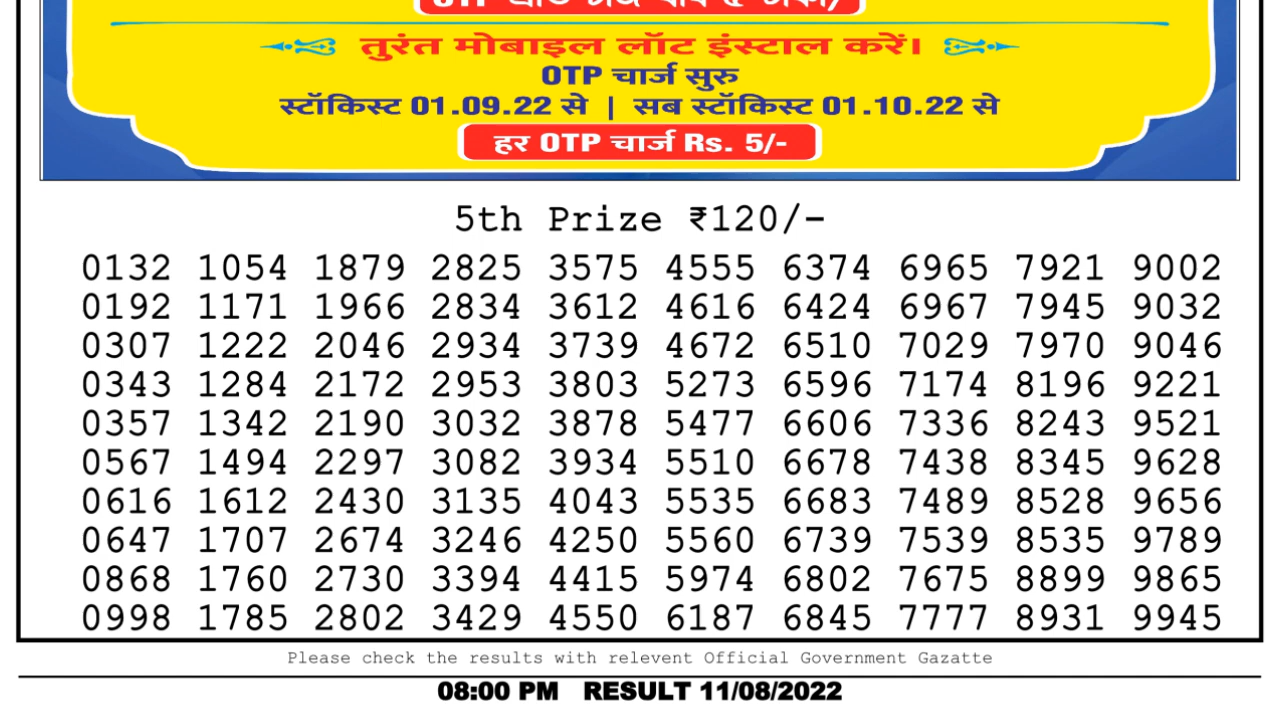 तुरंत मोबाइल लॉट इंस्टाल करें।
OTP चार्ज सुरु
स्टॉकिस्ट 01.09.22 से | सब स्टॉकिस्ट 01.10.22 से
हर OTP चार्ज Rs. 5/-
5th Prize ₹120/-
0132 1054 1879 2825 3575 4555 6374 6965 7921 9002
0192 1171 1966 2834 3612 4616 6424 6967 7945 9032
0307 1222 2046 2934 3739 4672 6510 7029 7970 9046
0343 1284 2172 2953 3803 5273 6596 7174 8196 9221
0357 1342 2190 3032 3878 5477 6606 7336 8243 9521
0567 1494 2297 3082 3934 5510 6678 7438 8345 9628
0616 1612 2430 3135 4043 5535 6683 7489 8528 9656
0647 1707 2674 3246 4250 5560 6739 7539 8535 9789
0868 1760 2730 3394 4415 5974 6802 7675 8899 9865
0998 1785 2802 3429 4550 6187 6845 7777 8931 9945
Please check the results with relevent Official Government Gazatte
08:00 PM RESULT 11/08/2022